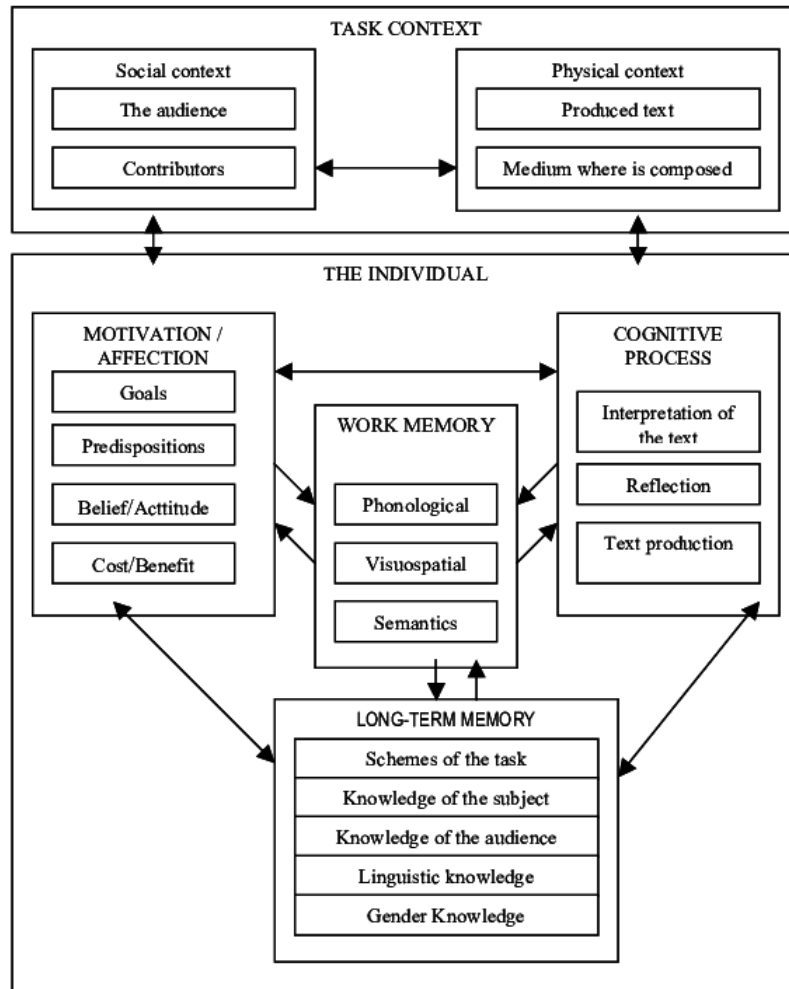 TASK CONTEXT
Social context
The audience
Contributors
Physical context
Produced text
Medium where is composed
THE INDIVIDUAL
MOTIVATION /
AFFECTION
Goals
Predispositions
Belief/Acttitude
Cost/Benefit
WORK MEMORY
Phonological
Visuospatial
Semantics
COGNITIVE
PROCESS
Interpretation of
the text
Reflection
Text production
LONG-TERM MEMORY
Schemes of the task
Knowledge of the subject
Knowledge of the audience
Linguistic knowledge
Gender Knowledge